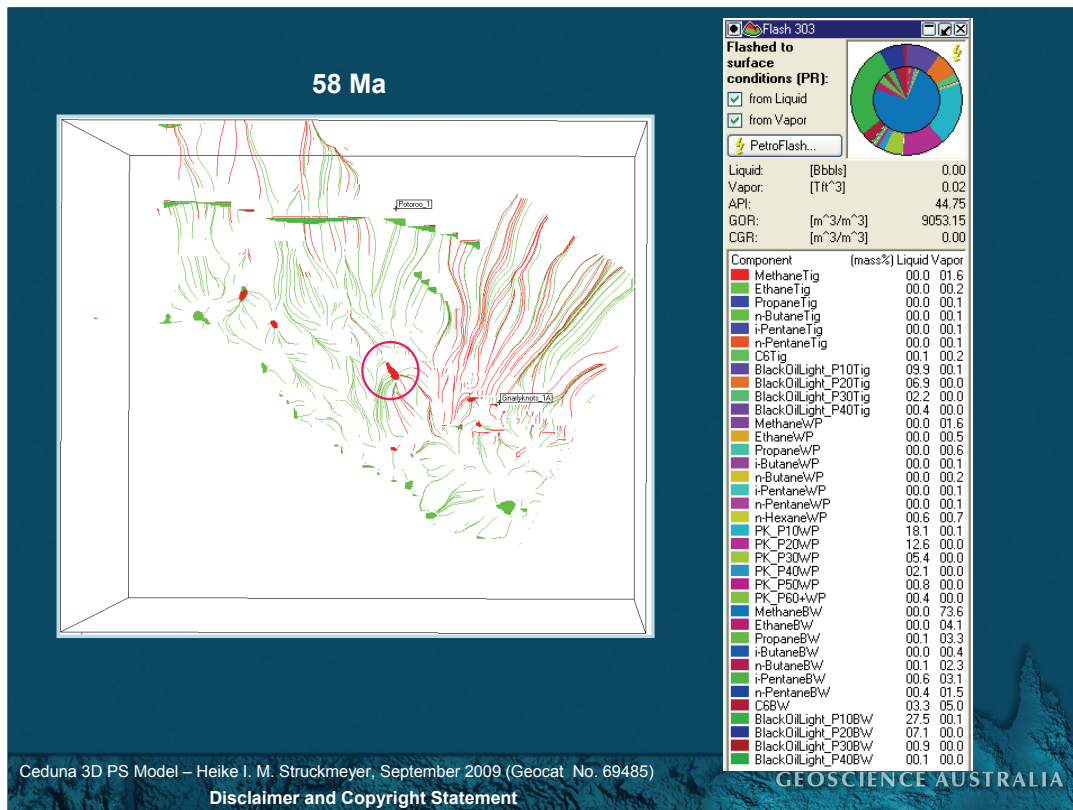 58 Ma
Potoroo_1
Gnarlyknots_1A
Flash 303
Flashed to
surface
conditions (PR):
from Liquid
from Vapor
PetroFlash...
Liquid: [Bbbls] 0.00
Vapor: [Tft^3] 0.02
API: 44.75
GOR: [m^3/m^3] 9053.15
CGR: [m^3/m^3] 0.00
Component (mass%) Liquid Vapor
MethaneTig 00.0 01.6
EthaneTig 00.0 00.2
PropaneTig 00.0 00.1
n-ButaneTig 00.0 00.1
i-PentaneTig 00.0 00.1
n-PentaneTig 00.0 00.1
C6Tig 00.1 00.2
BlackOilLight_P10Tig 09.9 00.1
BlackOilLight_P20Tig 06.9 00.0
BlackOilLight_P30Tig 02.2 00.0
BlackOilLight_P40Tig 00.4 00.0
MethaneWP 00.0 01.6
EthaneWP 00.0 00.5
PropaneWP 00.0 00.6
i-ButaneWP 00.0 00.1
n-ButaneWP 00.0 00.2
i-PentaneWP 00.0 00.1
n-PentaneWP 00.0 00.1
n-HexaneWP 00.6 00.7
PK_P10WP 18.1 00.1
PK_P20WP 12.6 00.0
PK_P30WP 05.4 00.0
PK_P40WP 02.1 00.0
PK_P50WP 00.8 00.0
PK_P60+WP 00.4 00.0
MethaneBW 00.0 73.6
EthaneBW 00.0 04.1
PropaneBW 00.1 03.3
i-ButaneBW 00.0 00.4
n-ButaneBW 00.1 02.3
i-PentaneBW 00.6 03.1
n-PentaneBW 00.4 01.5
C6BW 03.3 05.0
BlackOilLight_P10BW 27.5 00.1
BlackOilLight_P20BW 07.1 00.0
BlackOilLight_P30BW 00.9 00.0
BlackOilLight_P40BW 00.1 00.0
Ceduna 3D PS Model – Heike I. M. Struckmeyer, September 2009 (Geocat No. 69485)
Disclaimer and Copyright Statement
GEOSCIENCE AUSTRALIA